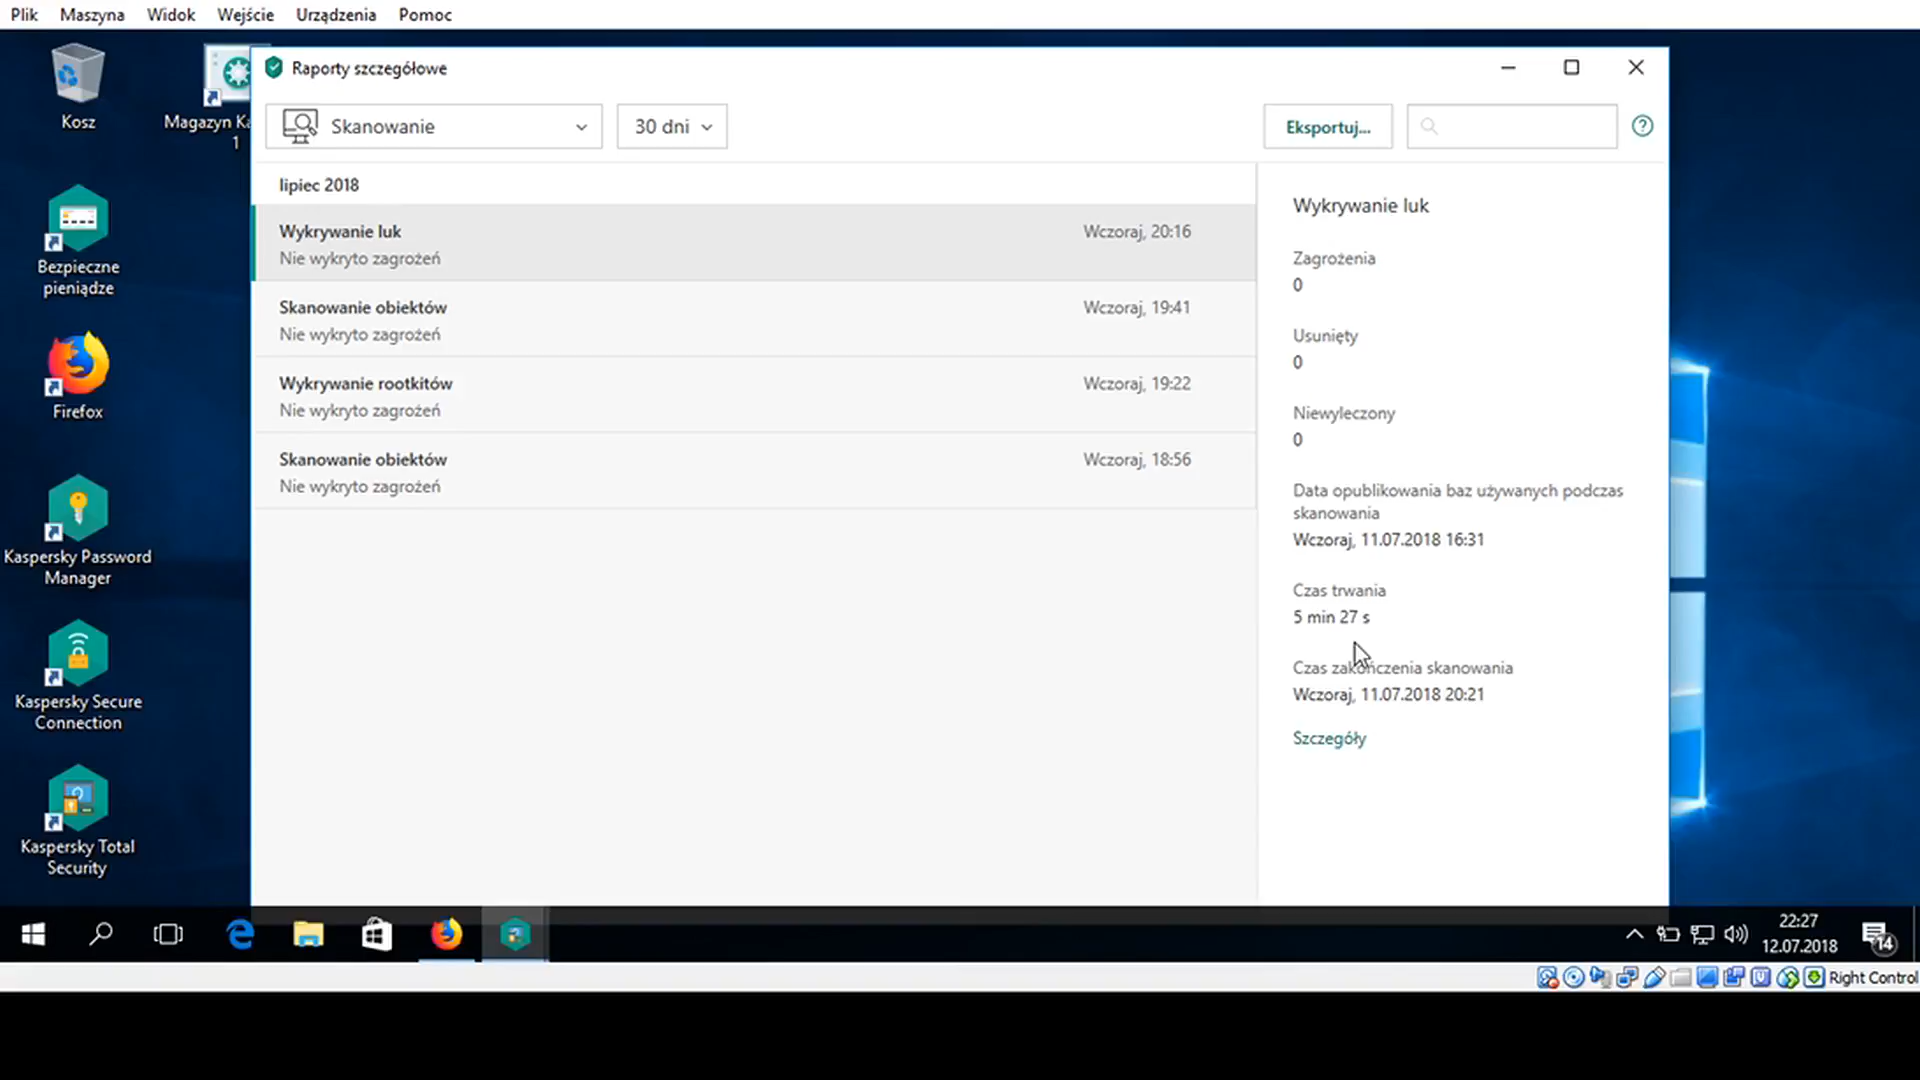 Plik Maszyna Widok Wejście Urządzenia Pomoc
Kosz
Magazyn Ka
1
Bezpieczne
pieniądze
Firefox
Kaspersky Password
Manager
Kaspersky Secure
Connection
Kaspersky Total
Security
Raporty szczegółowe
Skanowanie
30 dni
Eksportuj...
lipiec 2018
Wykrywanie luk
Wczoraj, 20:16
Nie wykryto zagrożeń
Skanowanie obiektów
Wczoraj, 19:41
Nie wykryto zagrożeń
Wykrywanie rootkitów
Wczoraj, 19:22
Nie wykryto zagrożeń
Skanowanie obiektów
Wczoraj, 18:56
Nie wykryto zagrożeń
Wykrywanie luk
Zagrożenia
0
Usunięty
0
Niewyleczony
0
Data opublikowania baz używanych podczas
skanowania
Wczoraj, 11.07.2018 16:31
Czas trwania
5 min 27 s
Czas zakończenia skanowania
Wczoraj, 11.07.2018 20:21
Szczegóły
22:27
12.07.2018
14
Right Control